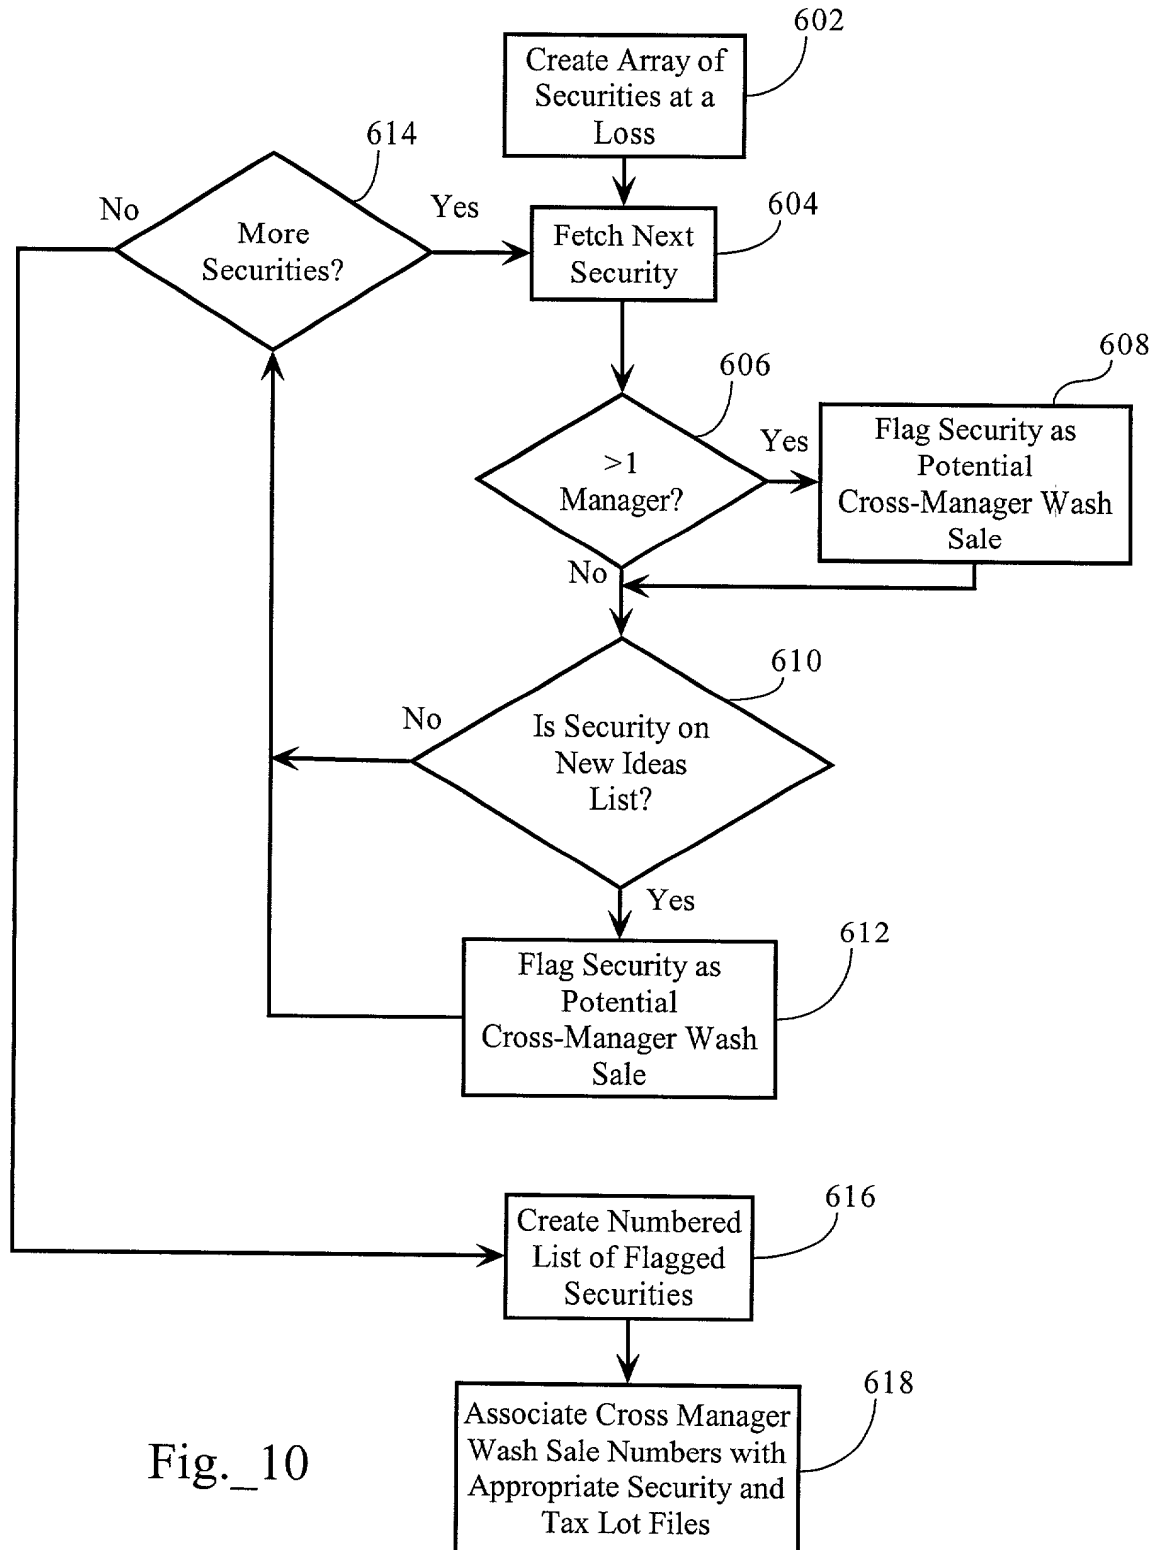 602
Create Array of
Securities at a
Loss
614
No
Yes
More
Securities?
604
Fetch Next
Security
606
608
>1
Manager?
Yes
Flag Security as
Potential
Cross-Manager Wash
Sale
No
610
No
Is Security on
New Ideas
List?
Yes
612
Flag Security as
Potential
Cross-Manager Wash
Sale
616
Create Numbered
List of Flagged
Securities
618
Associate Cross Manager
Wash Sale Numbers with
Appropriate Security and
Tax Lot Files
Fig._10